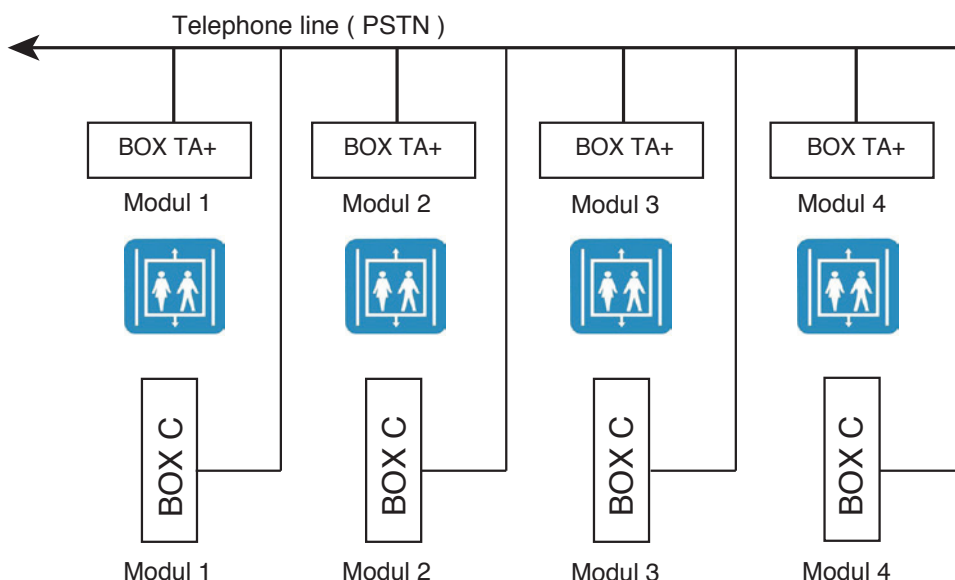 Telephone line ( PSTN )
BOX TA+
BOX TA+
BOX TA+
BOX TA+
Modul 1
Modul 2
Modul 3
Modul 4
BOX C
BOX C
BOX C
BOX C
Modul 1
Modul 2
Modul 3
Modul 4